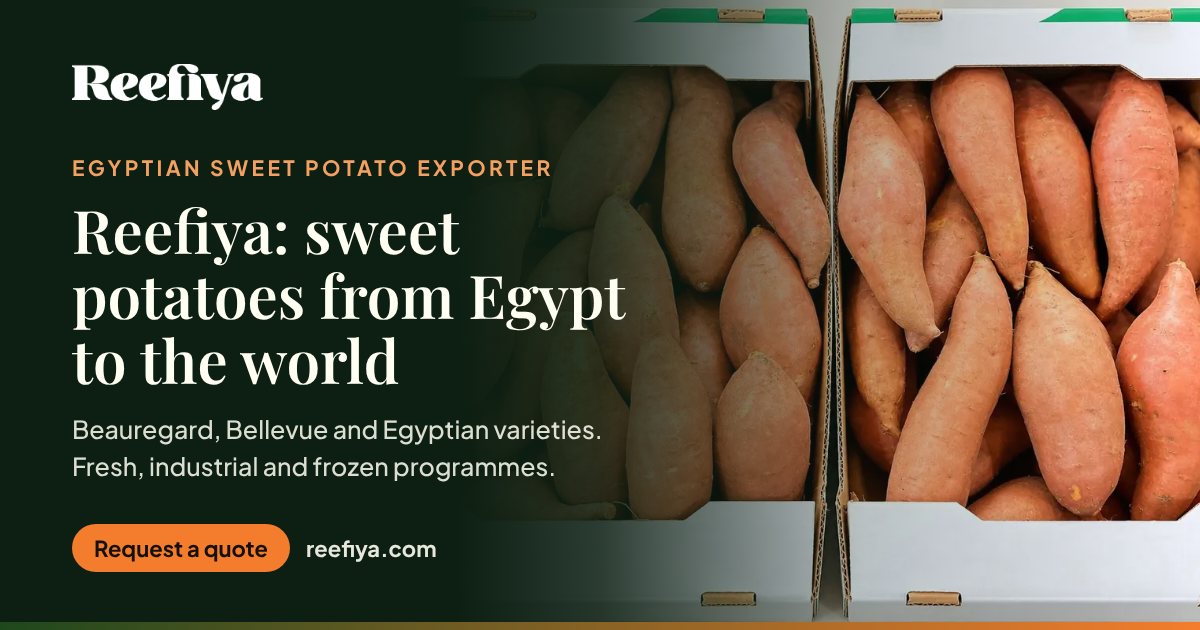 Reefiya
EGYPTIAN SWEET POTATO EXPORTER
Reefiya: sweet
potatoes from Egypt
to the world
Beauregard, Bellevue and Egyptian varieties.
Fresh, industrial and frozen programmes.
Request a quote
reefiya.com